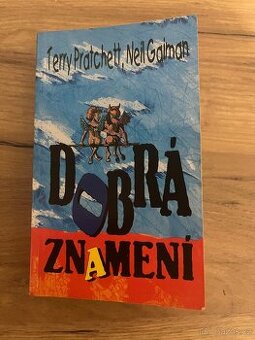 Terry Pratchett, Neil Gaiman
DOBRÁ
ZNAMENÍ